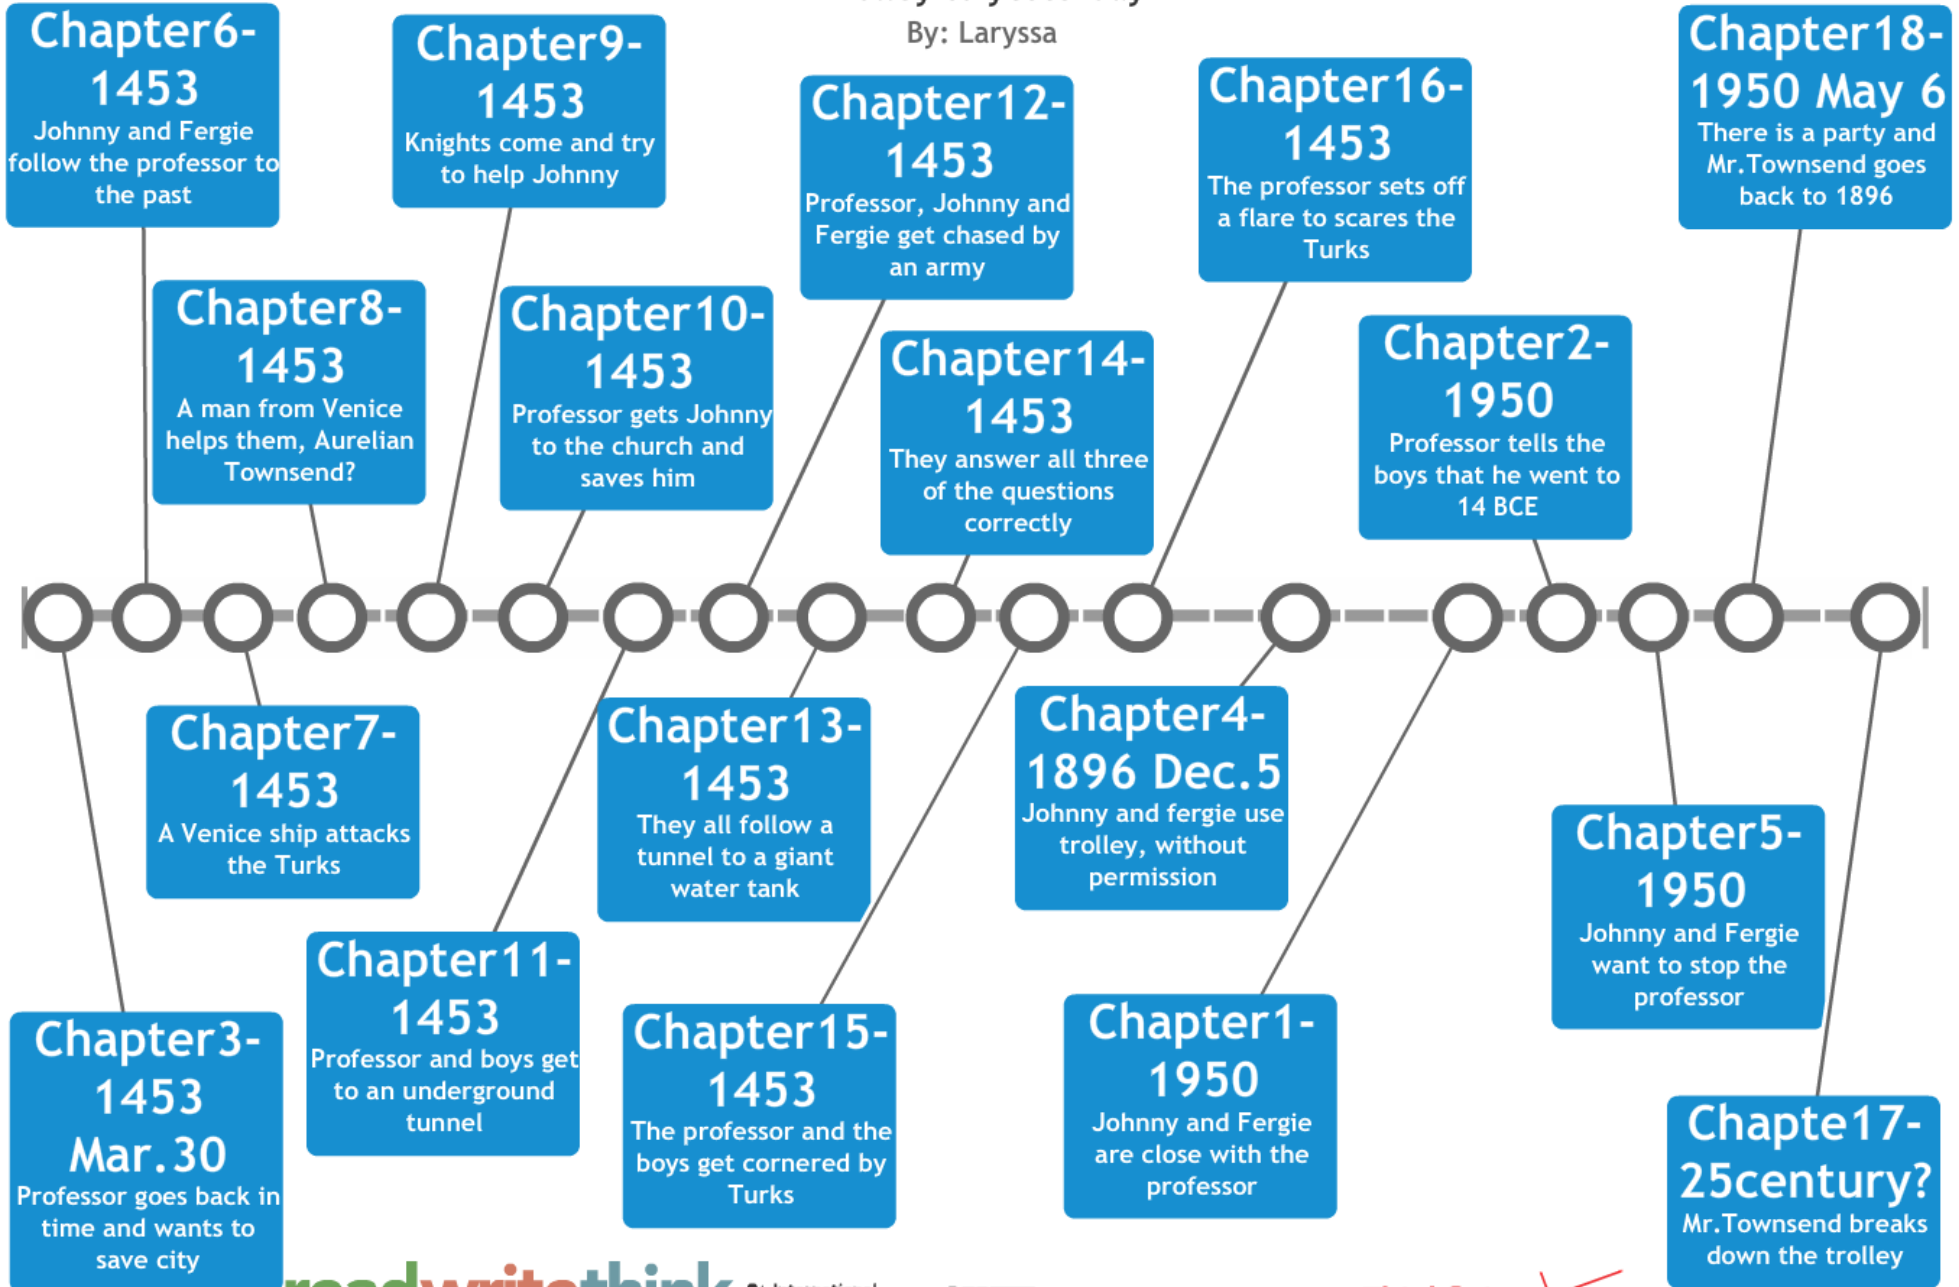 By: Laryssa
Chapter6-
1453
Johnny and Fergie
follow the professor to
the past
Chapter9-
1453
Knights come and try
to help Johnny
Chapter12-
1453
Professor, Johnny and
Fergie get chased by
an army
Chapter16-
1453
The professor sets off
a flare to scares the
Turks
Chapter18-
1950 May 6
There is a party and
Mr.Townsend goes
back to 1896
Chapter8-
1453
A man from Venice
helps them, Aurelian
Townsend?
Chapter10-
1453
Professor gets Johnny
to the church and
saves him
Chapter14-
1453
They answer all three
of the questions
correctly
Chapter2-
1950
Professor tells the
boys that he went to
14 BCE
Chapter7-
1453
A Venice ship attacks
the Turks
Chapter13-
1453
They all follow a
tunnel to a giant
water tank
Chapter4-
1896 Dec.5
Johnny and fergie use
trolley, without
permission
Chapter5-
1950
Johnny and Fergie
want to stop the
professor
Chapter3-
1453
Mar.30
Professor goes back in
time and wants to
save city
Chapter11-
1453
Professor and boys get
to an underground
tunnel
Chapter15-
1453
The professor and the
boys get cornered by
Turks
Chapter1-
1950
Johnny and Fergie
are close with the
professor
Chapte17-
25century?
Mr.Townsend breaks
down the trolley
readwritethink